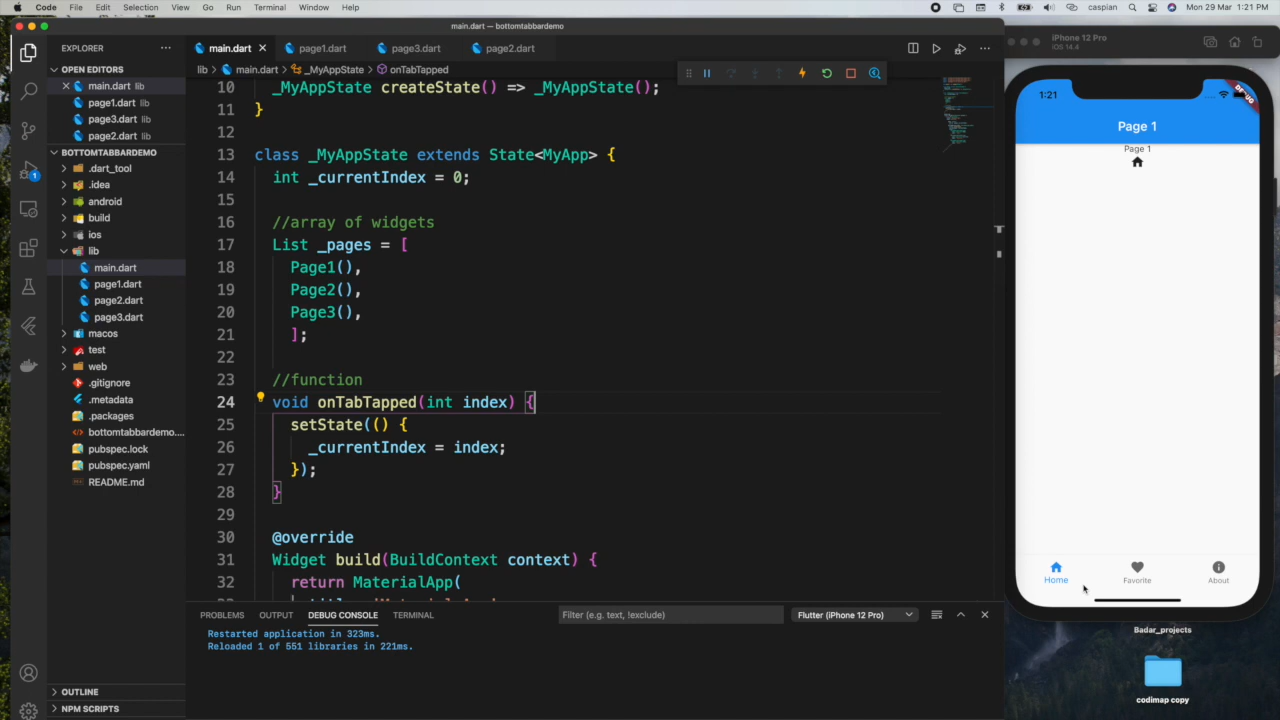 Code File Edit Selection View Go Run Terminal Window Help caspian Mon 29 Mar 1:21 PM
main.dart — bottomtabbardemo
EXPLORER
OPEN EDITORS
main.dart lib
page1.dart lib
page3.dart lib
page2.dart lib
BOTTOMTABBARDEMO
.dart_tool
.idea
android
build
ios
lib
main.dart
page1.dart
page2.dart
page3.dart
macos
test
web
.gitignore
.metadata
.packages
bottomtabbardemo....
pubspec.lock
pubspec.yaml
README.md
OUTLINE
NPM SCRIPTS
1
main.dart page1.dart page3.dart page2.dart
lib > main.dart > _MyAppState > onTabTapped
10 _MyAppState createState() => _MyAppState();
11 }
12
13 class _MyAppState extends State<MyApp> {
14 int _currentIndex = 0;
15
16 //array of widgets
17 List _pages = [
18 Page1(),
19 Page2(),
20 Page3(),
21 ];
22
23 //function
24 void onTabTapped(int index) {
25 setState(() {
26 _currentIndex = index;
27 });
28 }
29
30 @override
31 Widget build(BuildContext context) {
32 return MaterialApp(
PROBLEMS OUTPUT DEBUG CONSOLE TERMINAL Filter (e.g. text, !exclude) Flutter (iPhone 12 Pro)
Restarted application in 323ms.
Reloaded 1 of 551 libraries in 221ms.
iPhone 12 Pro
iOS 14.4
1:21
DEBUG
Page 1
Page 1
Home Favorite About
Badar_projects
codimap copy